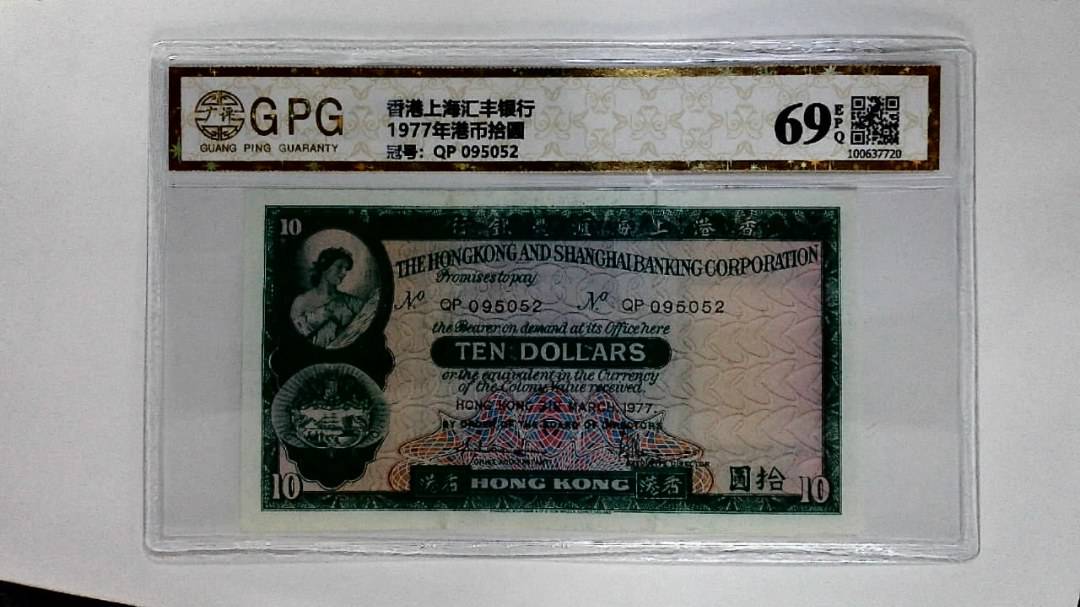 GPG
GUANG PING GUARANTY
香港上海汇丰银行
1977年港币拾圆
冠号: QP 095052
69
EPQ
100637720
10
行銀豐滙海上港香
THE HONGKONG AND SHANGHAI BANKING CORPORATION
Promises to pay
No QP 095052 No QP 095052
the Bearer on demand at its Office here
TEN DOLLARS
or the equivalent in the Currency
of the Colony Value received.
HONG KONG 31ST MARCH 1977.
BY ORDER OF THE BOARD OF DIRECTORS
10 港香 HONG KONG 港香 圓拾 10